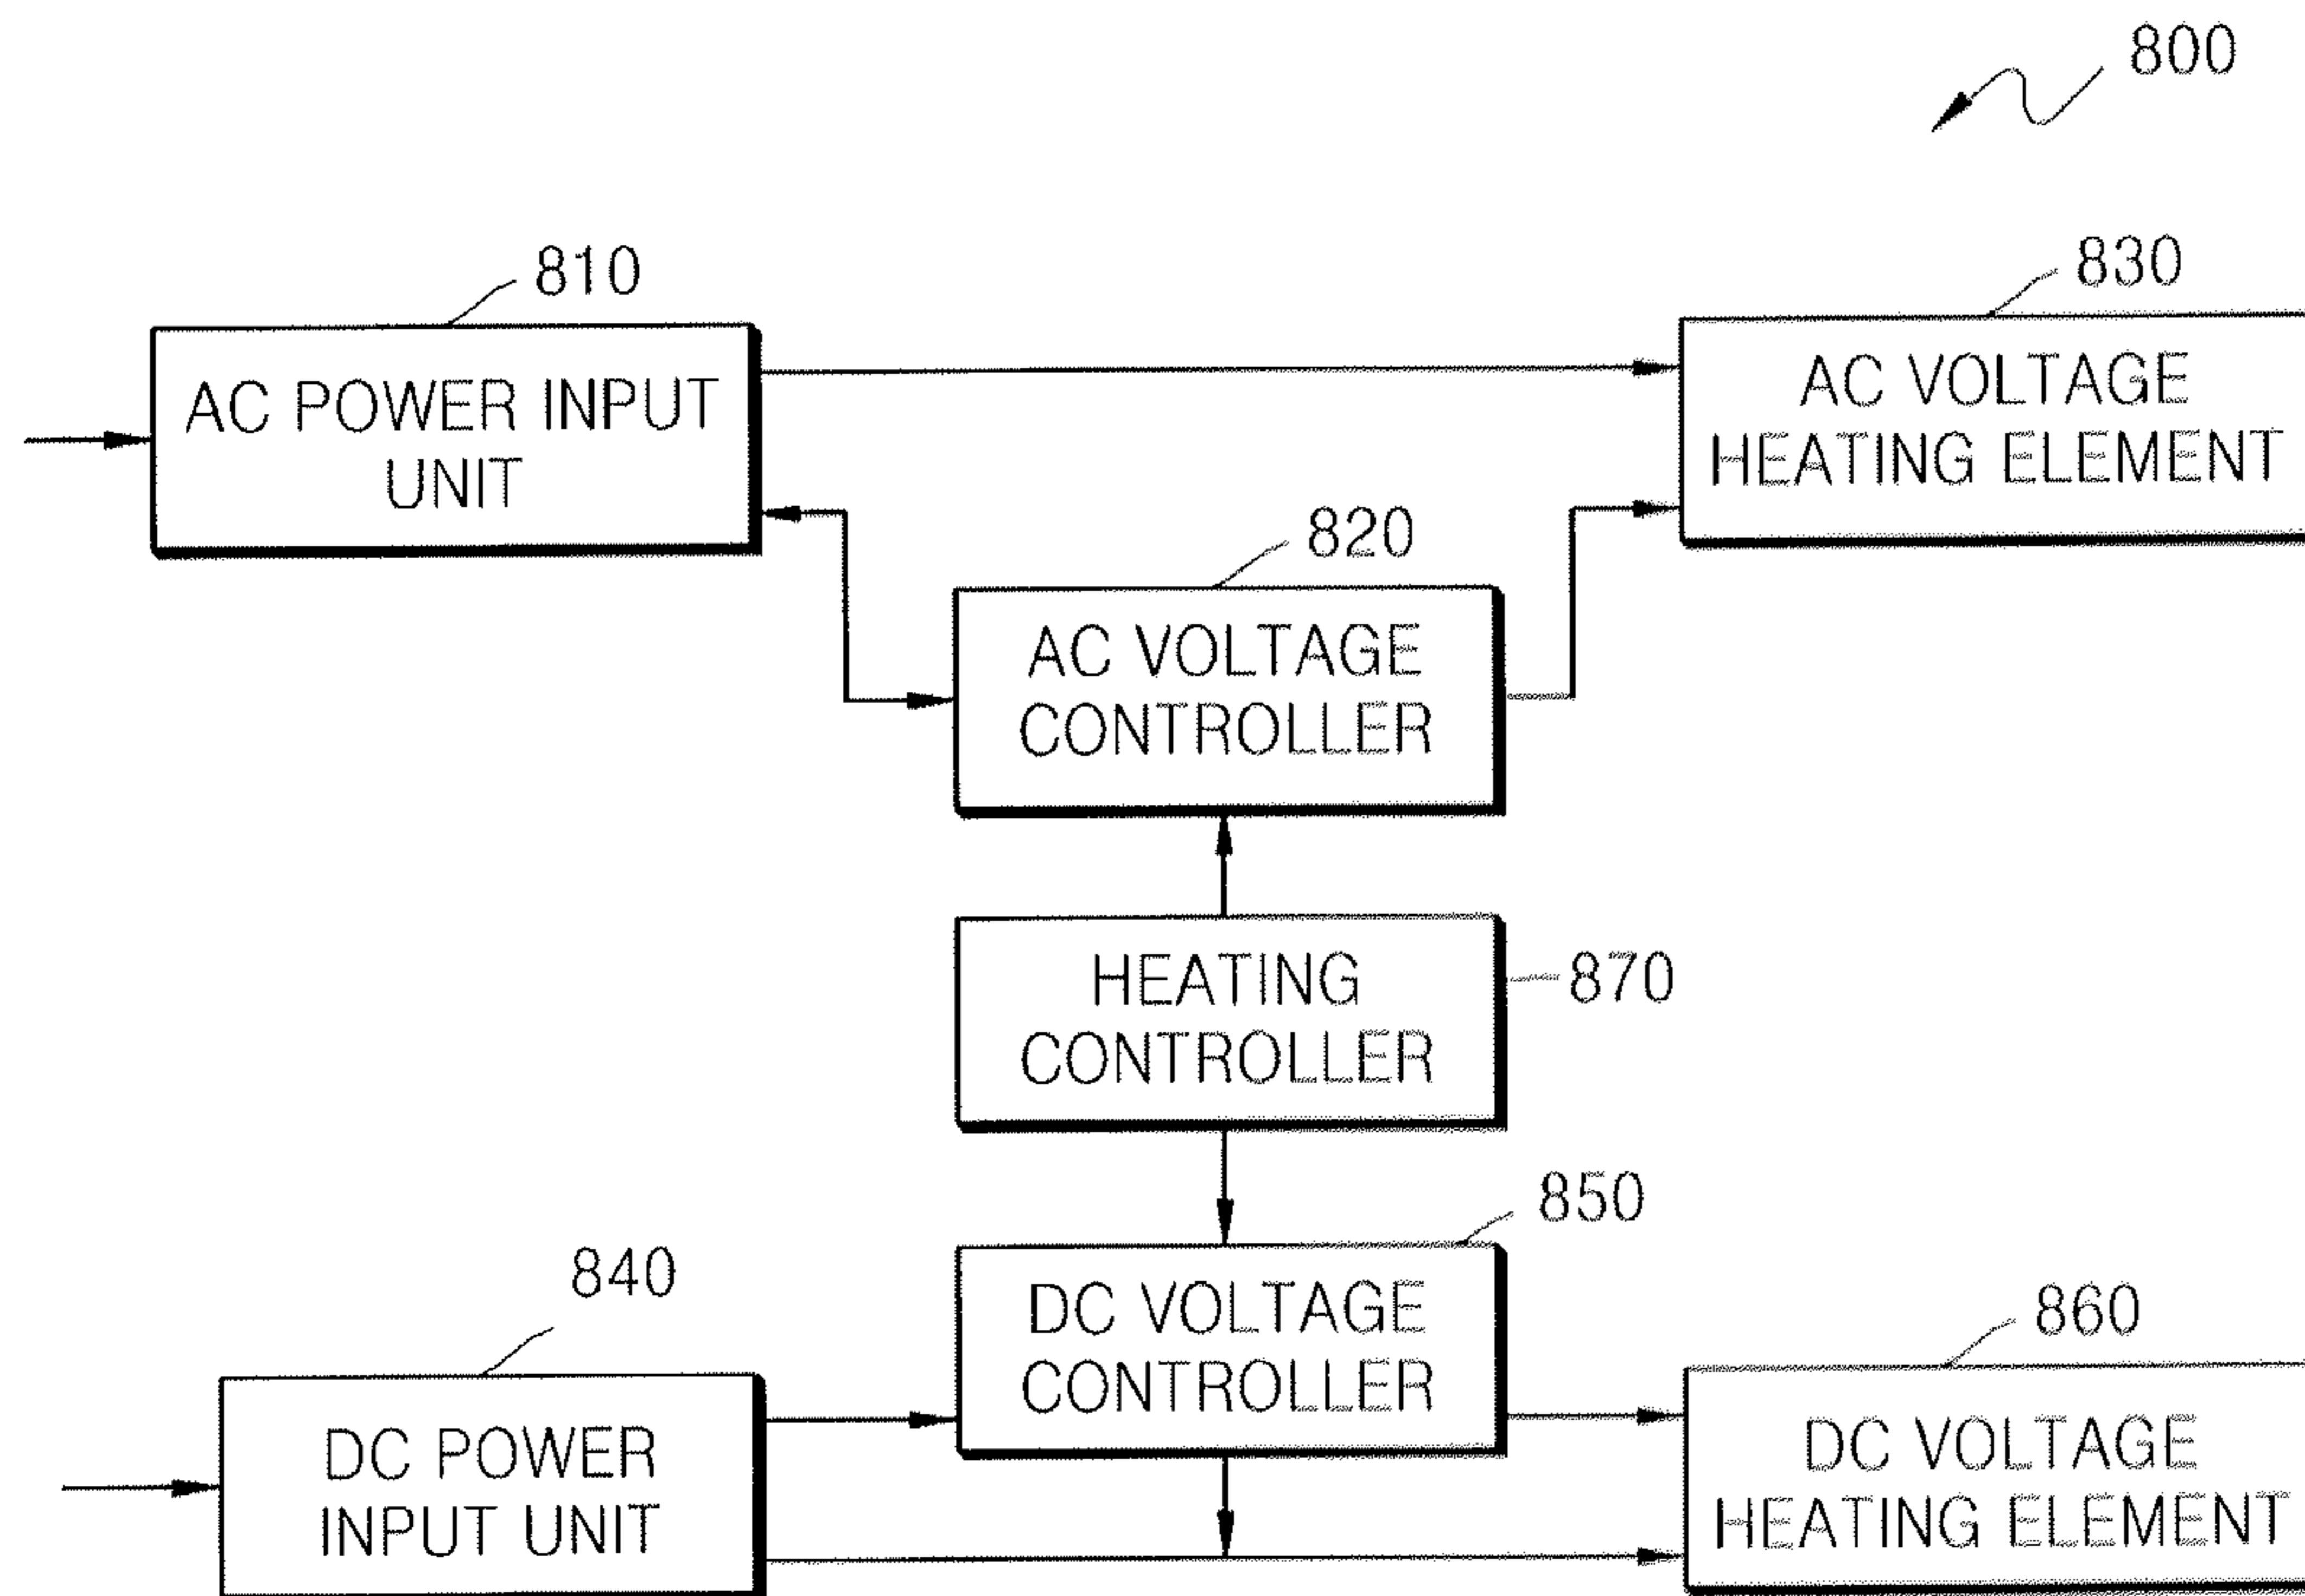 800
810
830
AC POWER INPUT
UNIT
AC VOLTAGE
HEATING ELEMENT
820
AC VOLTAGE
CONTROLLER
HEATING
CONTROLLER
870
850
840
DC VOLTAGE
CONTROLLER
860
DC POWER
INPUT UNIT
DC VOLTAGE
HEATING ELEMENT